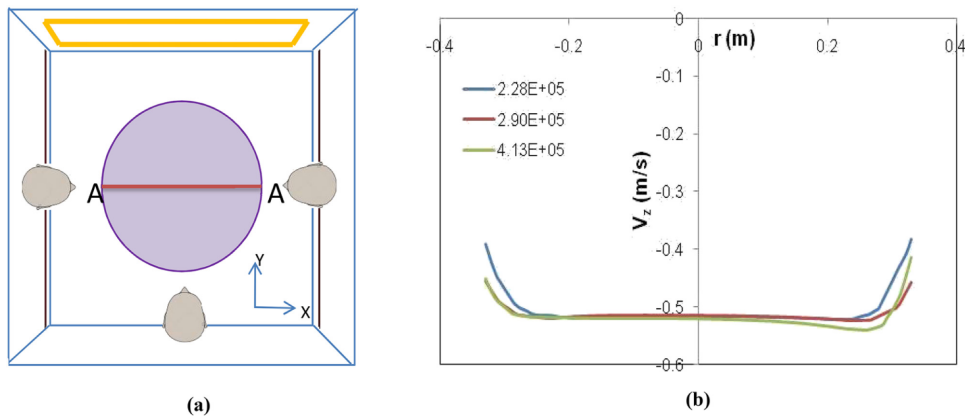 A A
Y
X
(a)
b)
0
-0.4 -0.2 0 0.2 0.4
r (m)
-0.1
-0.2
-0.3
-0.4
-0.5
-0.6
2.28E+05
2.90E+05
4.13E+05
Vz (m/s)
(b)